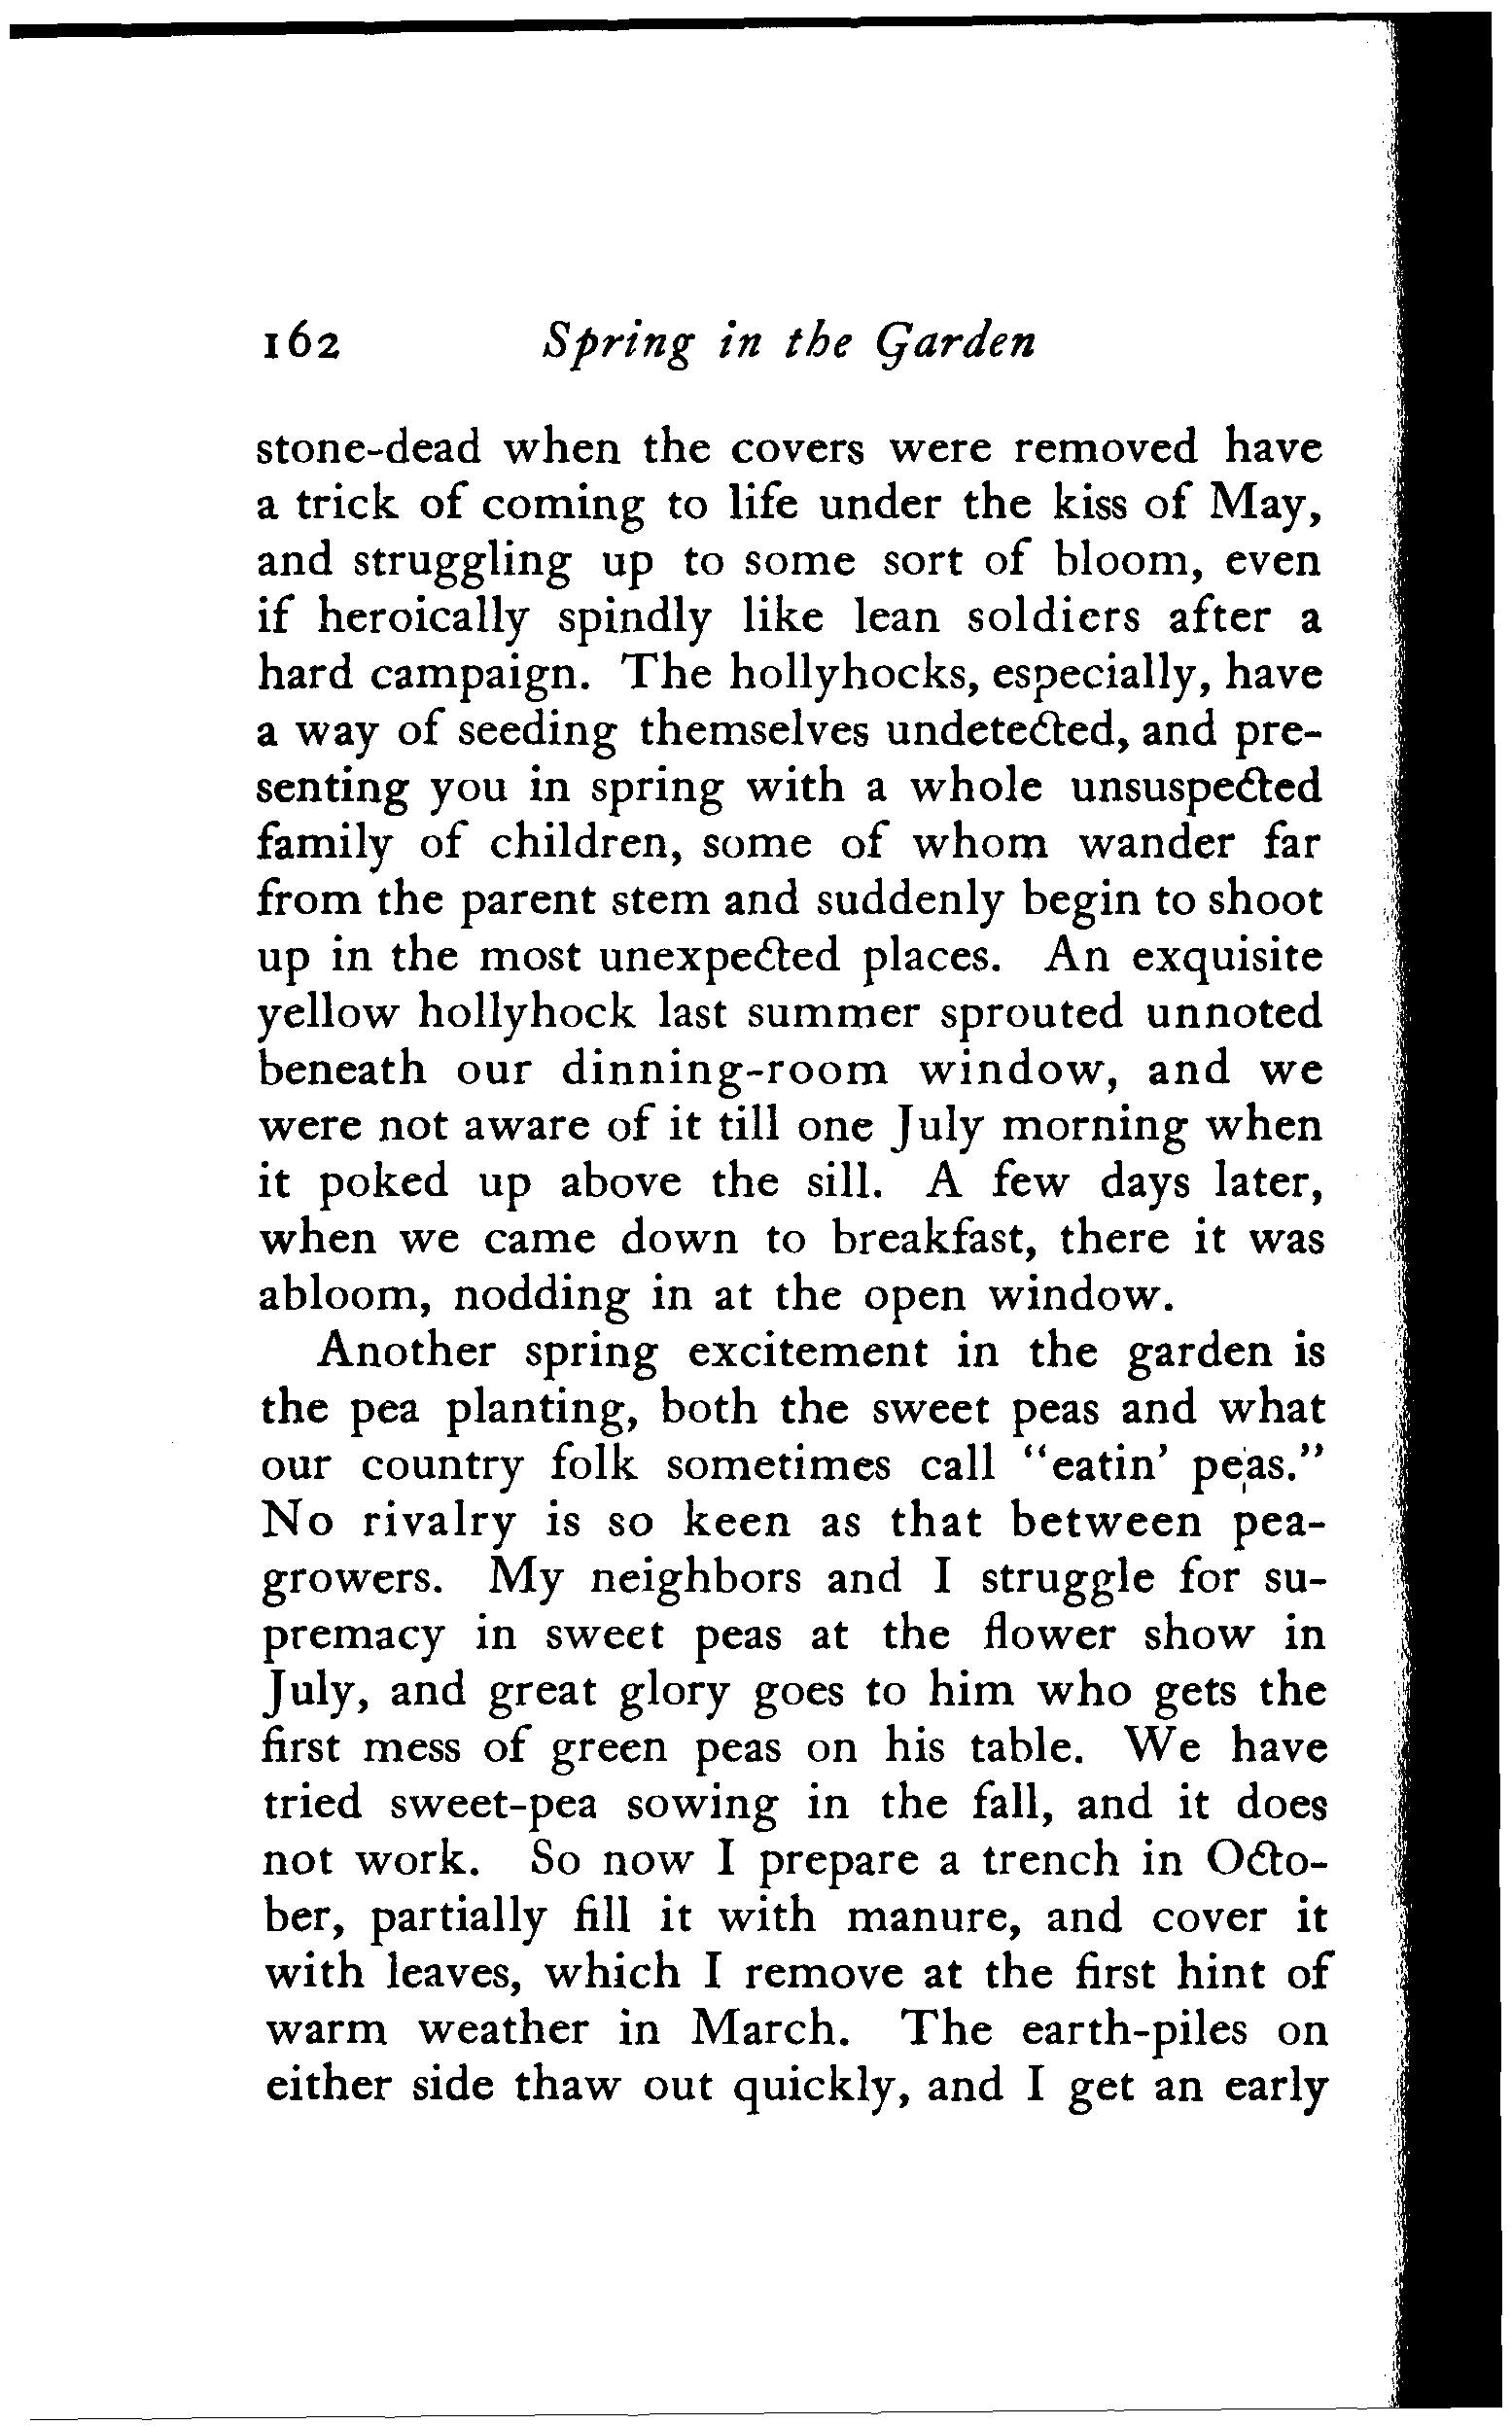 162 Spring in the Garden
stone-dead when the covers were removed have
a trick of coming to life under the kiss of May,
and struggling up to some sort of bloom, even
if heroically spindly like lean soldiers after a
hard campaign. The hollyhocks, especially, have
a way of seeding themselves undetected, and pre-
senting you in spring with a whole unsuspected
family of children, some of whom wander far
from the parent stem and suddenly begin to shoot
up in the most unexpected places. An exquisite
yellow hollyhock last summer sprouted unnoted
beneath our dinning-room window, and we
were not aware of it till one July morning when
it poked up above the sill. A few days later,
when we came down to breakfast, there it was
abloom, nodding in at the open window.
Another spring excitement in the garden is
the pea planting, both the sweet peas and what
our country folk sometimes call "eatin' peas."
No rivalry is so keen as that between pea-
growers. My neighbors and I struggle for su-
premacy in sweet peas at the flower show in
July, and great glory goes to him who gets the
first mess of green peas on his table. We have
tried sweet-pea sowing in the fall, and it does
not work. So now I prepare a trench in Octo-
ber, partially fill it with manure, and cover it
with leaves, which I remove at the first hint of
warm weather in March. The earth-piles on
either side thaw out quickly, and I get an early